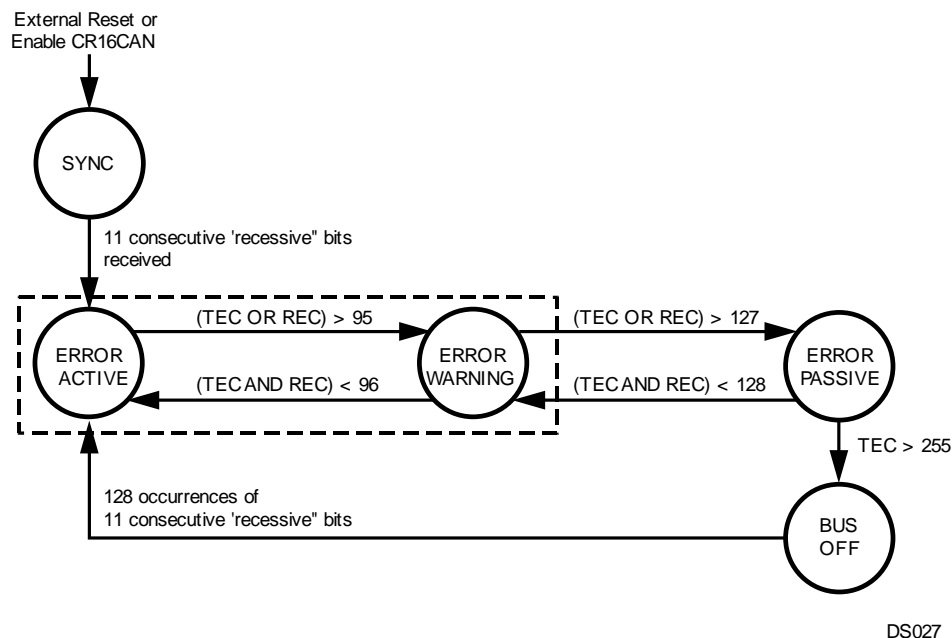 External Reset or
Enable CR16CAN
SYNC
11 consecutive 'recessive" bits
received
(TEC OR REC) > 95
(TEC OR REC) > 127
ERROR
ACTIVE
ERROR
WARNING
ERROR
PASSIVE
(TEC AND REC) < 96
(TEC AND REC) < 128
TEC > 255
128 occurrences of
11 consecutive 'recessive" bits
BUS
OFF
DS027